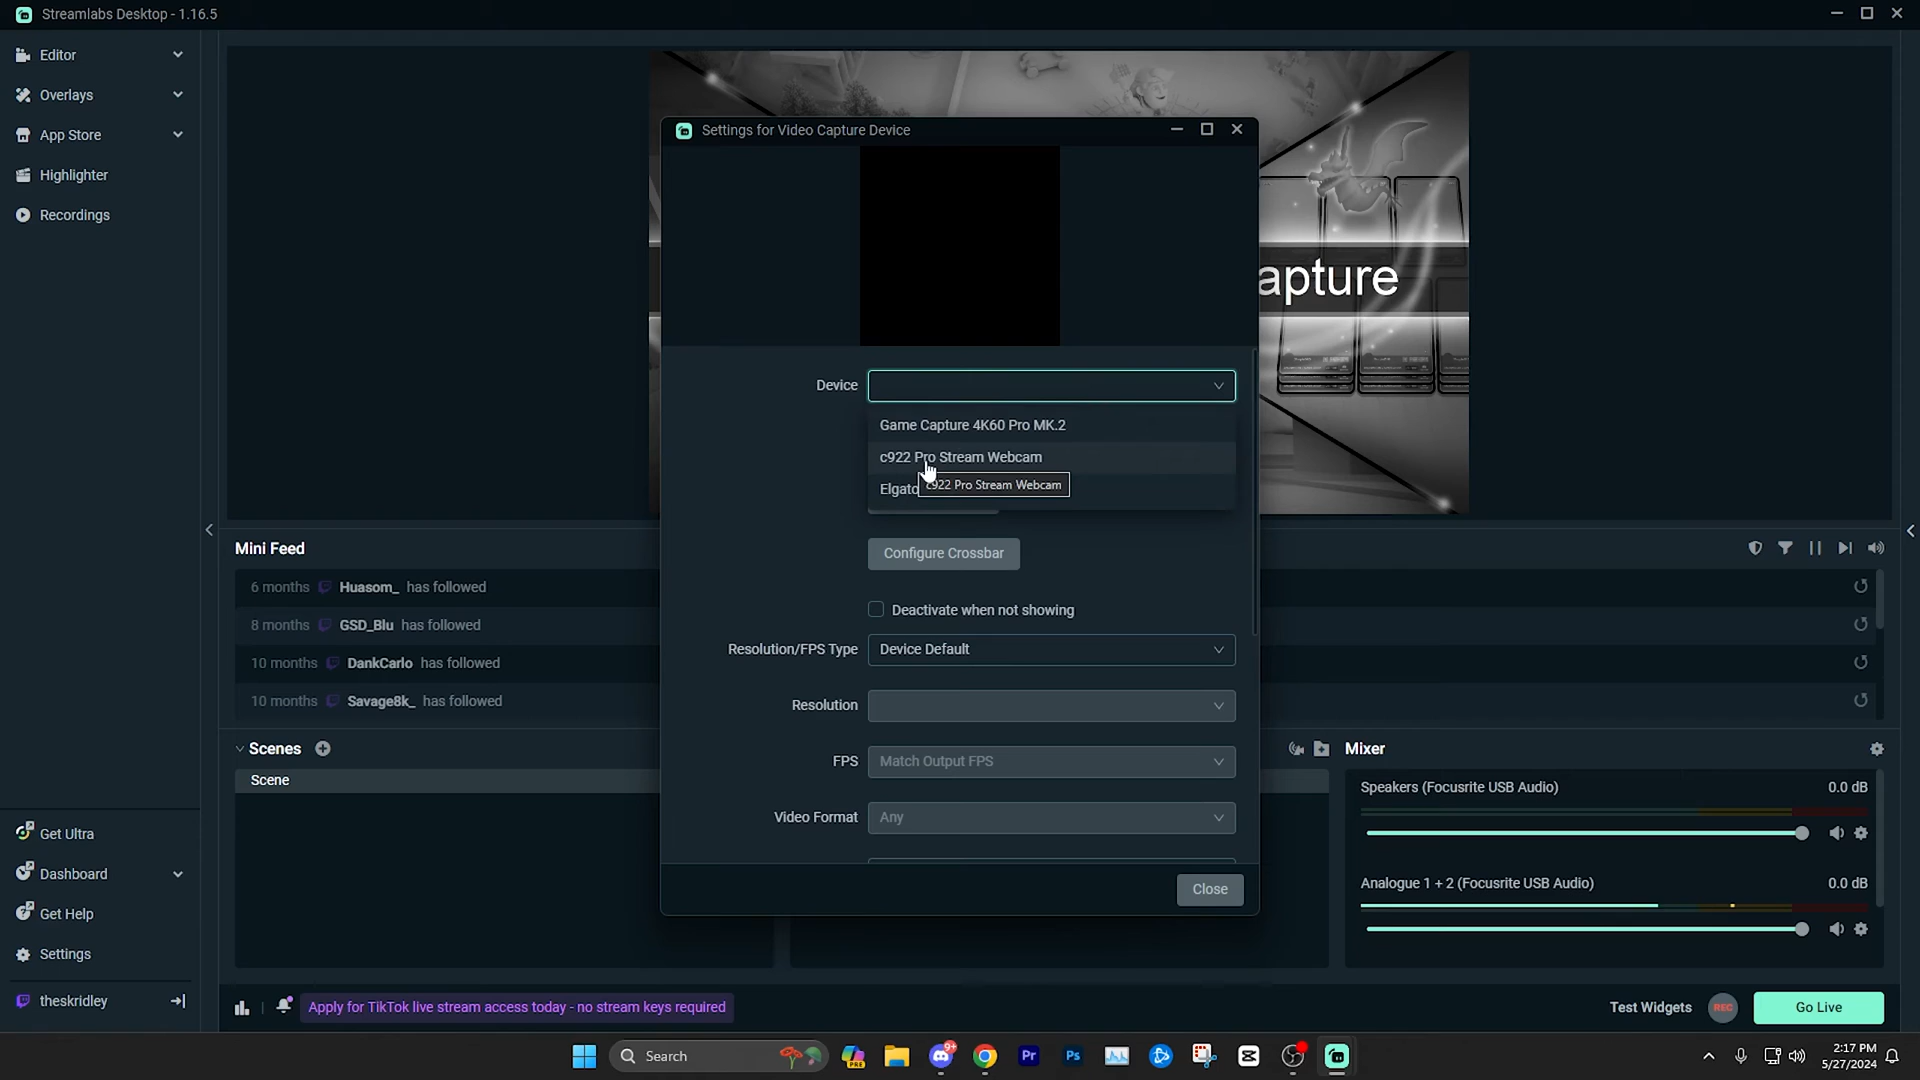 Streamlabs Desktop - 1.16.5
Editor
Overlays
App Store
Highlighter
Recordings
Get Ultra
Dashboard
Get Help
Settings
theskridley
apture
Settings for Video Capture Device
Device
Game Capture 4K60 Pro MK.2
c922 Pro Stream Webcam
Elgato
c922 Pro Stream Webcam
Configure Crossbar
Deactivate when not showing
Resolution/FPS Type Device Default
Resolution
FPS Match Output FPS
Video Format Any
Close
Mini Feed
6 months Huasom_ has followed
8 months GSD_Blu has followed
10 months DankCarlo has followed
10 months Savage8k_ has followed
Scenes
Scene
Mixer
Speakers (Focusrite USB Audio) 0.0 dB
Analogue 1 + 2 (Focusrite USB Audio) 0.0 dB
Apply for TikTok live stream access today - no stream keys required
Test Widgets REC Go Live
Search
PRE
9+
Pr
Ps
2:17 PM
5/27/2024